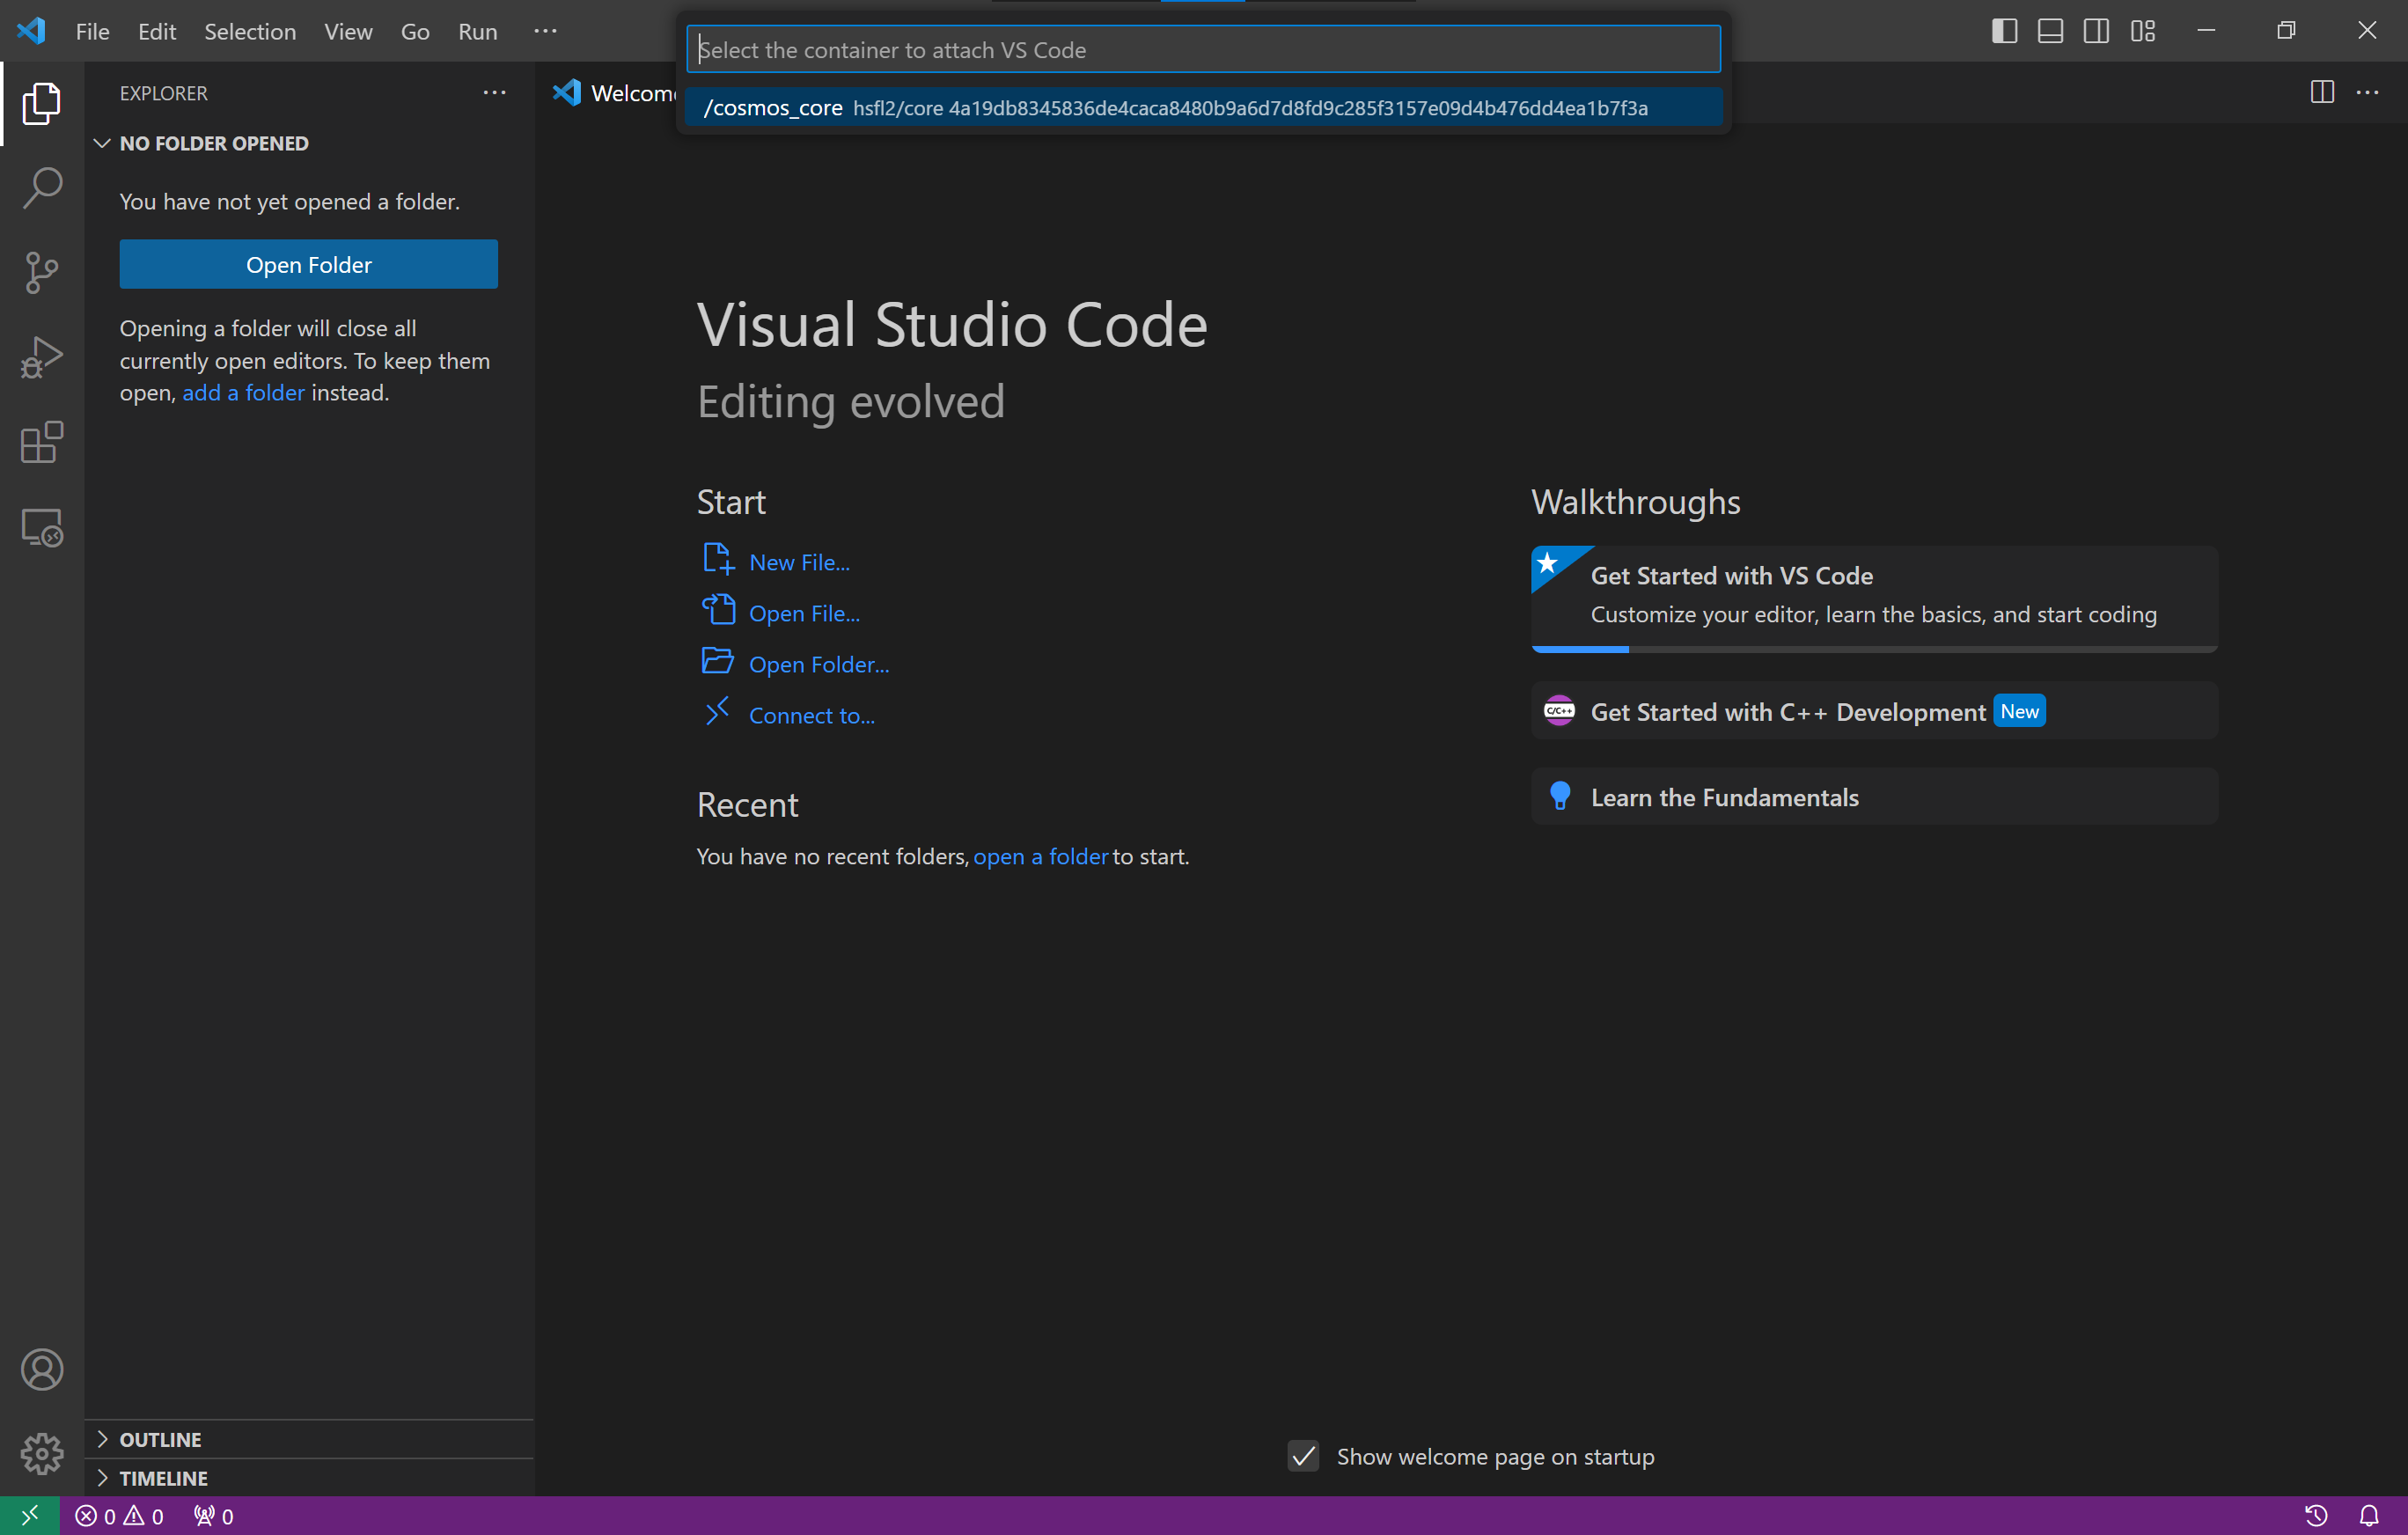 File Edit Selection View Go Run ···
Select the container to attach VS Code
/cosmos_core hsfl2/core 4a19db8345836de4caca8480b9a6d7d8fd9c285f3157e09d4b476dd4ea1b7f3a
EXPLORER
Welcom
NO FOLDER OPENED
You have not yet opened a folder.
Open Folder
Opening a folder will close all
currently open editors. To keep them
open, add a folder instead.
OUTLINE
TIMELINE
Visual Studio Code
Editing evolved
Start
New File...
Open File...
Open Folder...
Connect to...
Recent
You have no recent folders, open a folder to start.
Walkthroughs
Get Started with VS Code
Customize your editor, learn the basics, and start coding
C/C++
Get Started with C++ Development New
Learn the Fundamentals
Show welcome page on startup
0 0 0